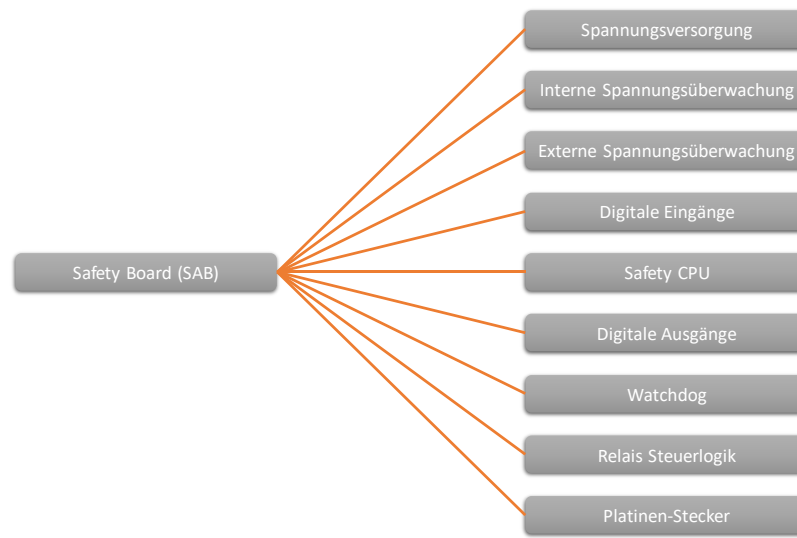 Spannungsversorgung
Interne Spannungsüberwachung
Externe Spannungsüberwachung
Digitale Eingänge
Safety Board (SAB)
Safety CPU
Digitale Ausgänge
Watchdog
Relais Steuerlogik
Platinen-Stecker